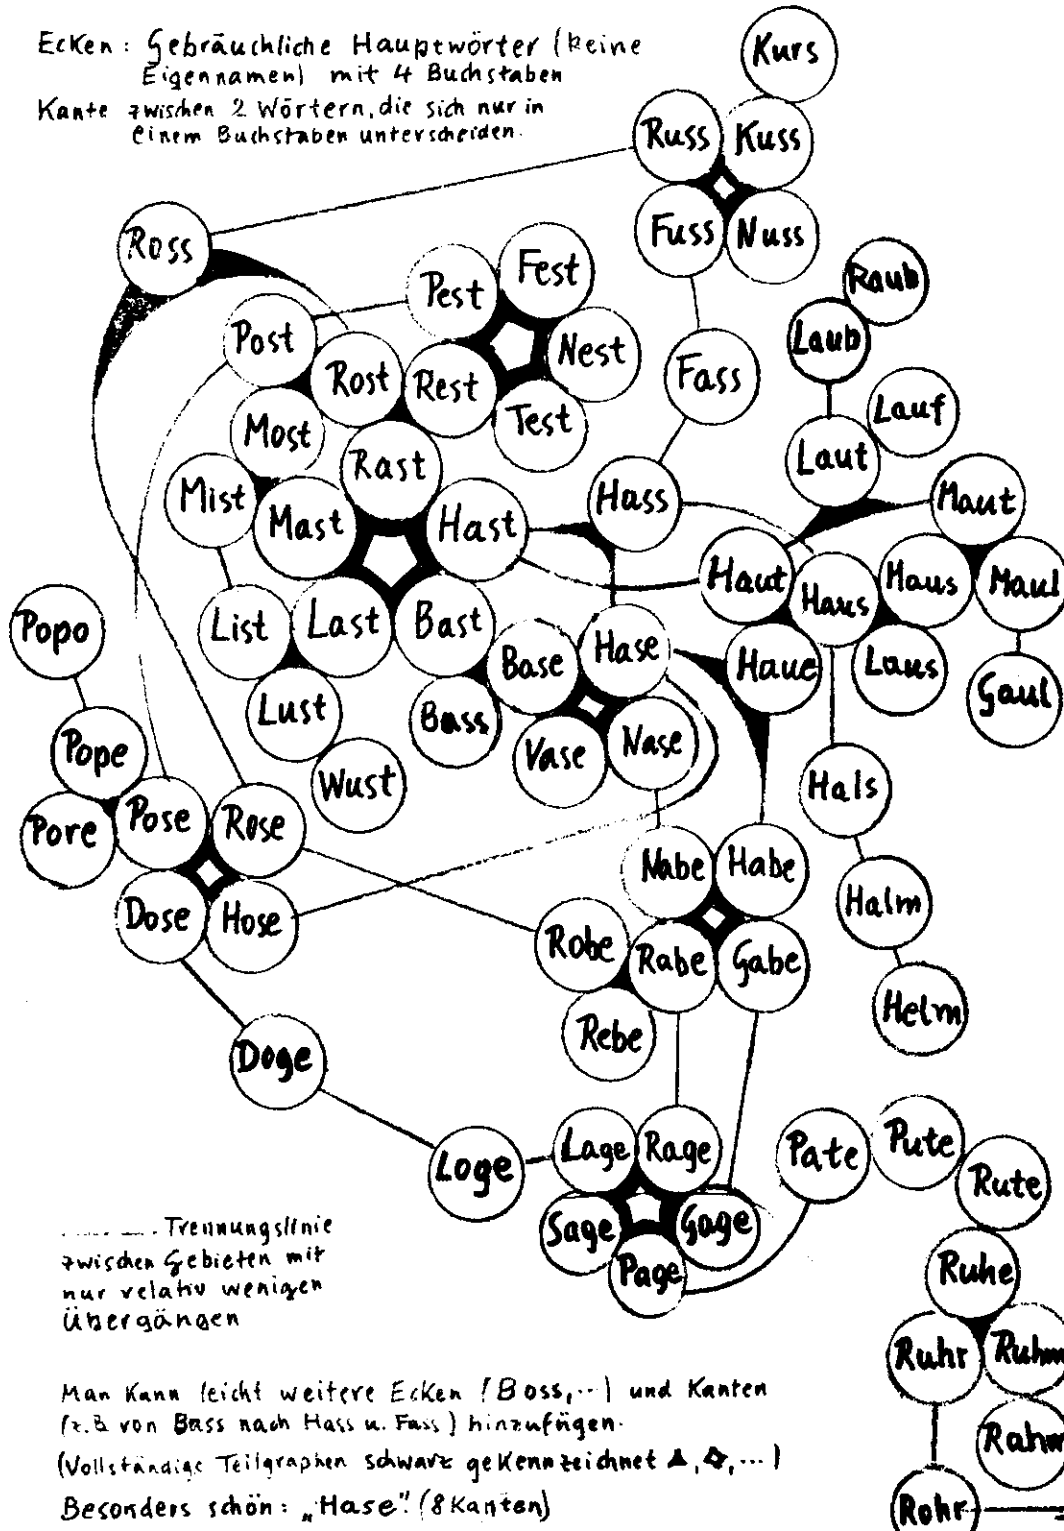 Ecken: Gebräuchliche Hauptwörter (keine
Eigennamen) mit 4 Buchstaben
Kante zwischen 2 Wörtern, die sich nur in
einem Buchstaben unterscheiden.
Kurs
Russ Kuss
Fuss Nuss
Ross
Pest Fest
Raub
Post
Laub
Rost Rest Nest
Fass
Test
Lauf
Most
Rast
Laut
Mist
Mast Hast
Hass
Maut
Haut Haus Maus Maul
Popo
List Last Bast
Base Hase
Haue Laus
Gaul
Lust
Bass
Vase Nase
Wust
Pope
Hals
Pore Pose Rose
Nabe Habe
Dose Hose
Halm
Robe Rabe Gabe
Rebe
Helm
Doge
Loge
Lage Rage
Pate Pute
Rute
Sage Gage
Page
Ruhe
Ruhr Ruhm
Rahm
Rohr
Trennungslinie
zwischen Gebieten mit
nur relativ wenigen
Übergängen
Man kann leicht weitere Ecken (Boss,..) und Kanten
(z.B von Bass nach Hass u. Fass) hinzufügen.
(Vollständige Teilgraphen schwarz gekennzeichnet ▲, ◆,...)
Besonders schön: „Hase". (8 Kanten)